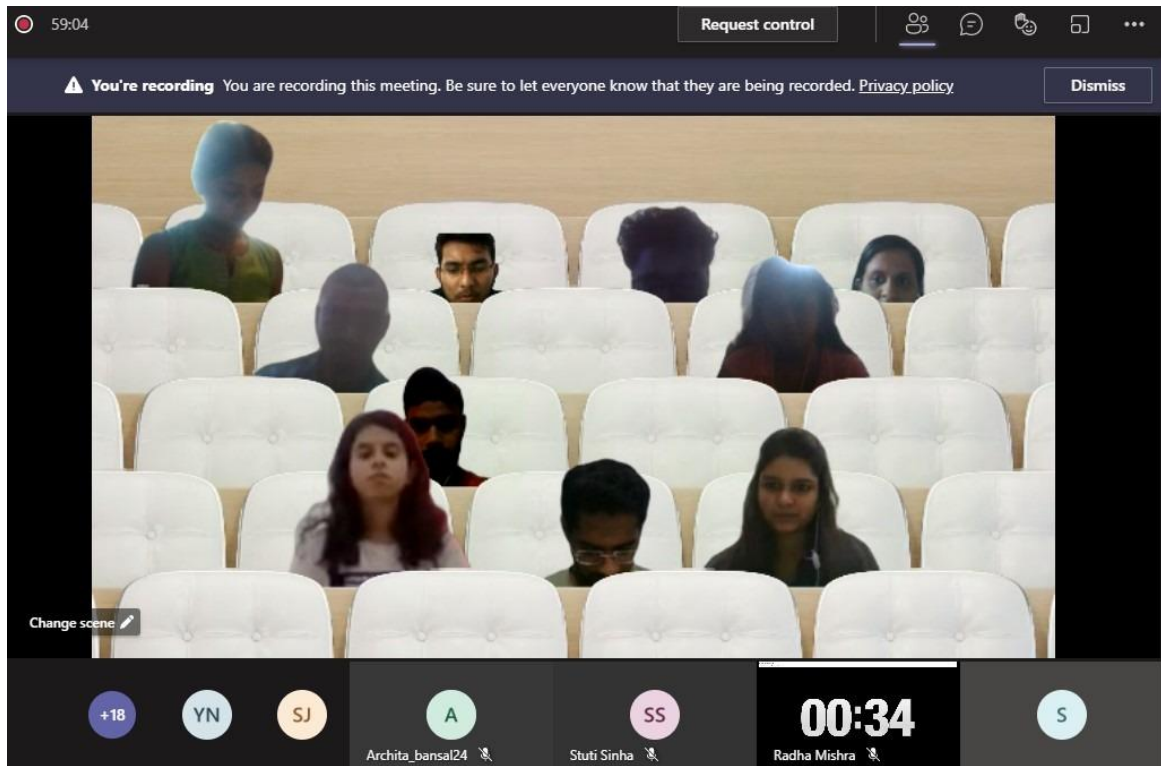 59:04
Request control
You're recording You are recording this meeting. Be sure to let everyone know that they are being recorded. Privacy policy
Dismiss
Change scene
+18
YN
SJ
A
Archita_bansal24
SS
Stuti Sinha
00:34
Radha Mishra
S